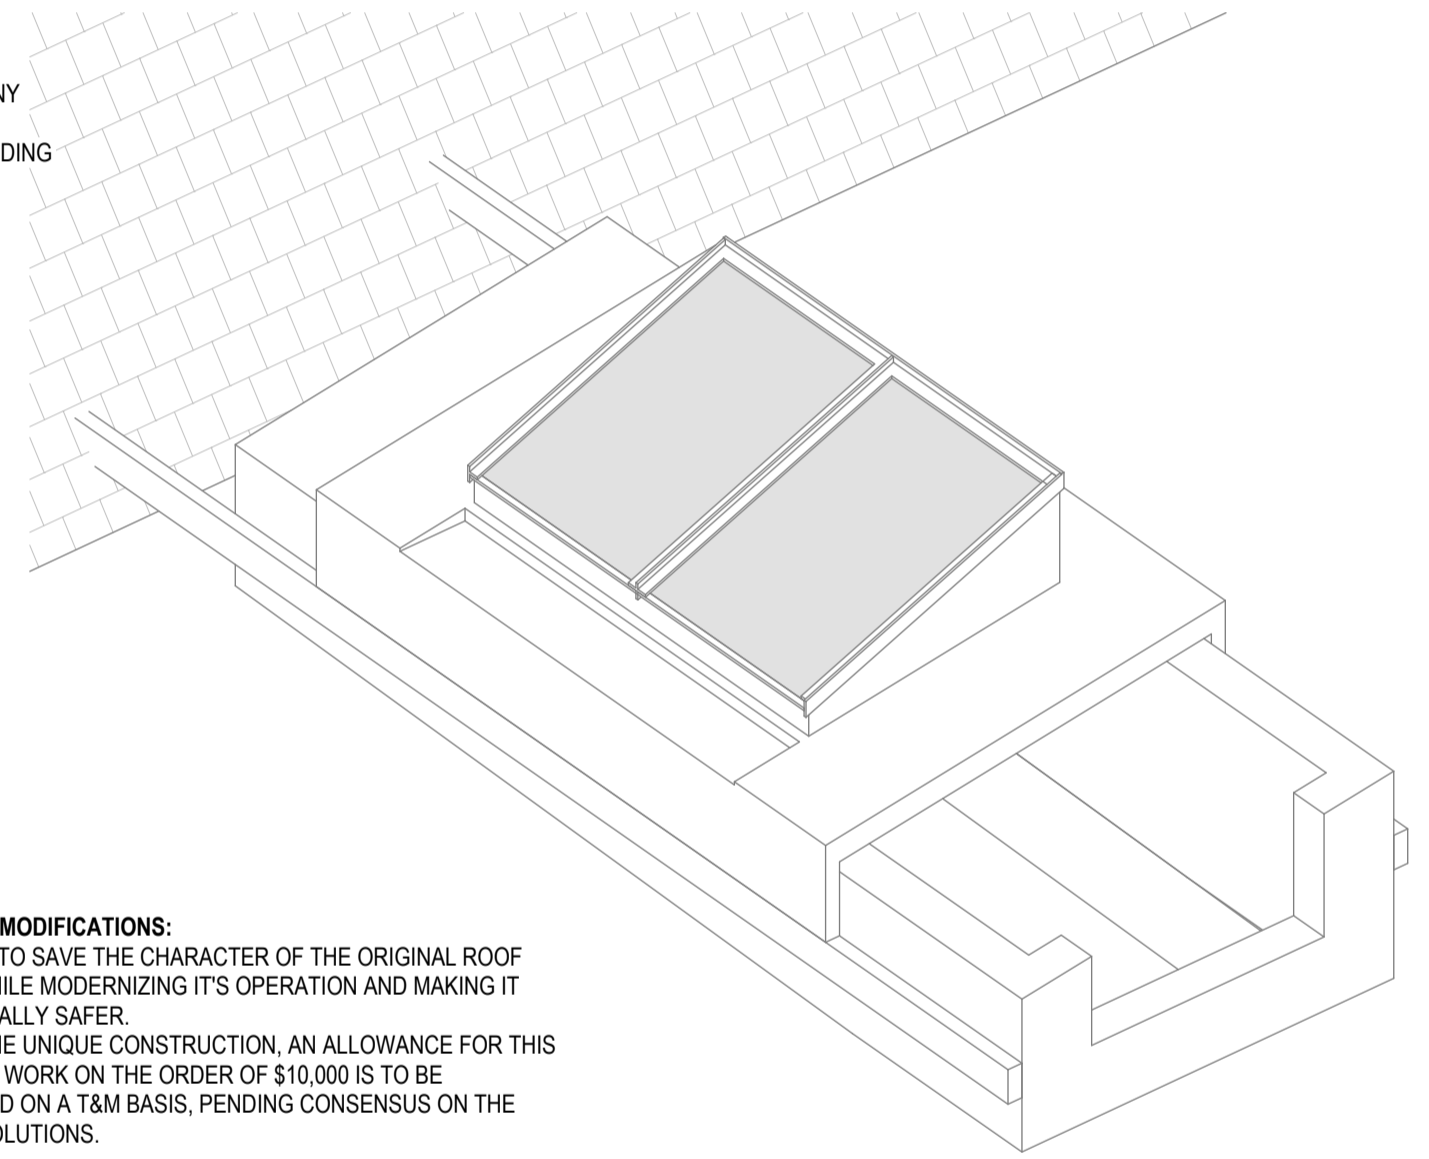 NY
DING
MODIFICATIONS:
TO SAVE THE CHARACTER OF THE ORIGINAL ROOF
HILE MODERNIZING IT'S OPERATION AND MAKING IT
ALLY SAFER.
HE UNIQUE CONSTRUCTION, AN ALLOWANCE FOR THIS
WORK ON THE ORDER OF $10,000 IS TO BE
D ON A T&M BASIS, PENDING CONSENSUS ON THE
OLUTIONS.